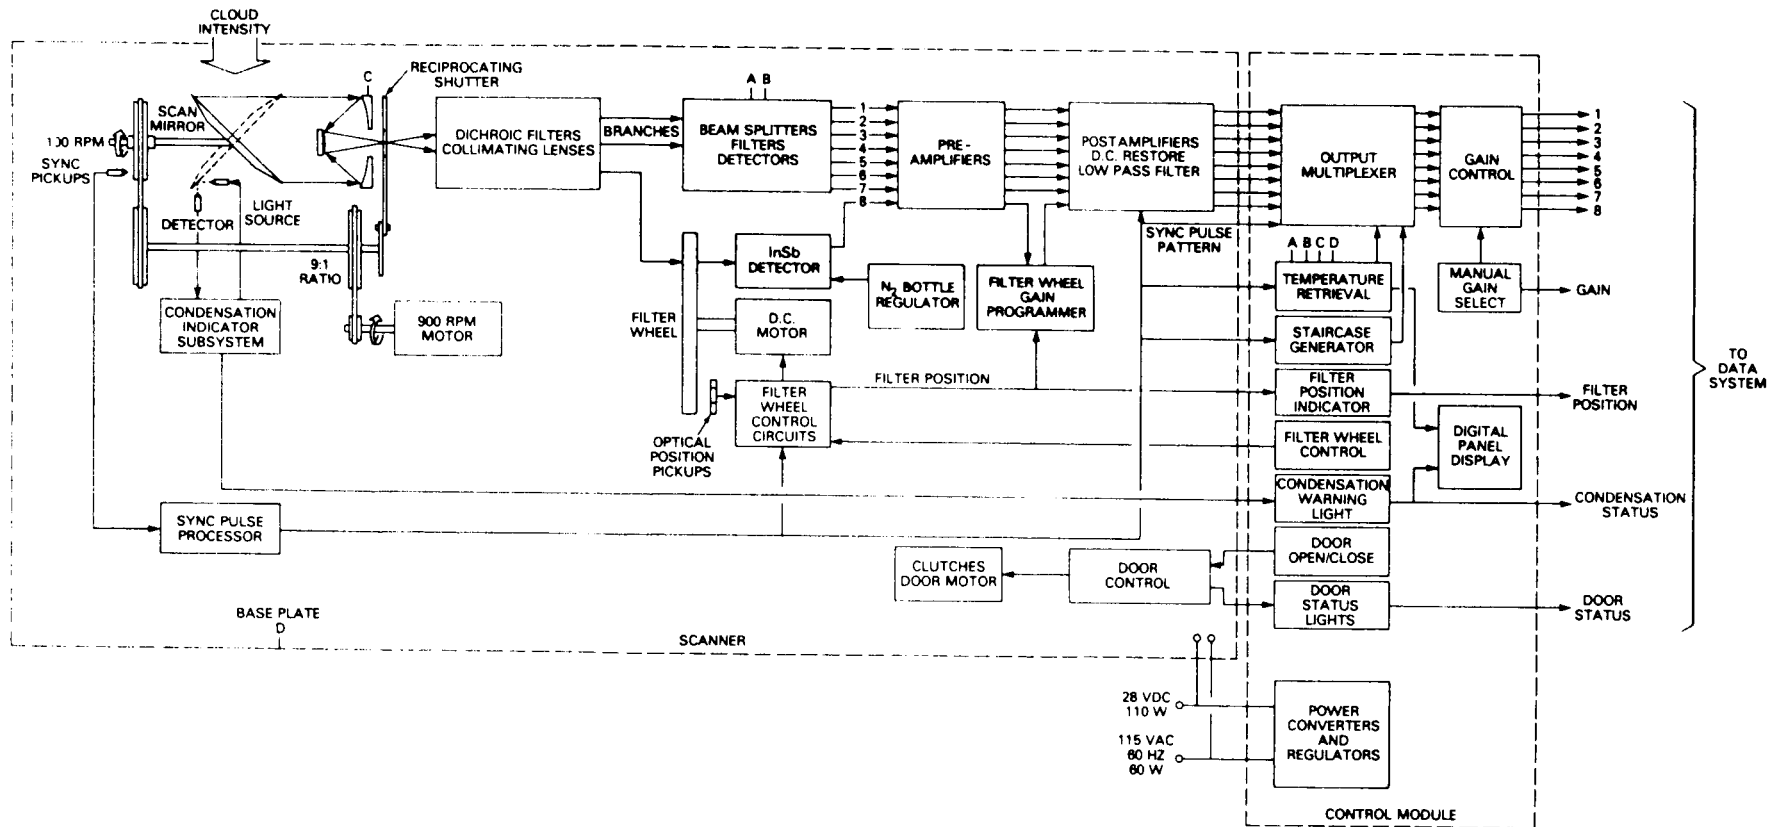 CLOUD
INTENSITY
RECIPROCATING
SHUTTER
C
SCAN
MIRROR
100 RPM
SYNC
PICKUPS
DETECTOR
LIGHT
SOURCE
9:1
RATIO
CONDENSATION
INDICATOR
SUBSYSTEM
900 RPM
MOTOR
DICHROIC FILTERS
COLLIMATING LENSES
BRANCHES
A B
BEAM SPLITTERS
FILTERS
DETECTORS
1
2
3
4
5
6
7
8
PRE-
AMPLIFIERS
POSTAMPLIFIERS
D.C. RESTORE
LOW PASS FILTER
SYNC PULSE
PATTERN
OUTPUT
MULTIPLEXER
GAIN
CONTROL
1
2
3
4
5
6
7
8
FILTER
WHEEL
InSb
DETECTOR
N2 BOTTLE
REGULATOR
D.C.
MOTOR
FILTER WHEEL
GAIN
PROGRAMMER
FILTER POSITION
FILTER
WHEEL
CONTROL
CIRCUITS
OPTICAL
POSITION
PICKUPS
A B C D
TEMPERATURE
RETRIEVAL
MANUAL
GAIN
SELECT
GAIN
STAIRCASE
GENERATOR
FILTER
POSITION
INDICATOR
FILTER
POSITION
FILTER WHEEL
CONTROL
DIGITAL
PANEL
DISPLAY
CONDENSATION
WARNING
LIGHT
CONDENSATION
STATUS
TO
DATA
SYSTEM
SYNC PULSE
PROCESSOR
CLUTCHES
DOOR MOTOR
DOOR
CONTROL
DOOR
OPEN/CLOSE
DOOR
STATUS
LIGHTS
DOOR
STATUS
BASE PLATE
D
SCANNER
28 VDC
110 W
115 VAC
60 HZ
60 W
POWER
CONVERTERS
AND
REGULATORS
CONTROL MODULE